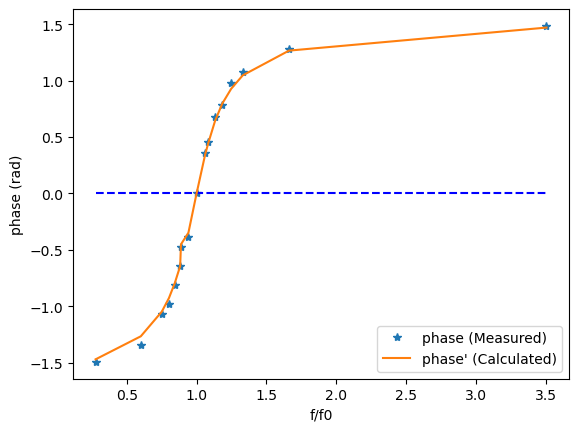 1.5
1.0
0.5
0.0
−0.5
−1.0
−1.5
phase (rad)
phase (Measured)
phase' (Calculated)
0.5 1.0 1.5 2.0 2.5 3.0 3.5
f/f0